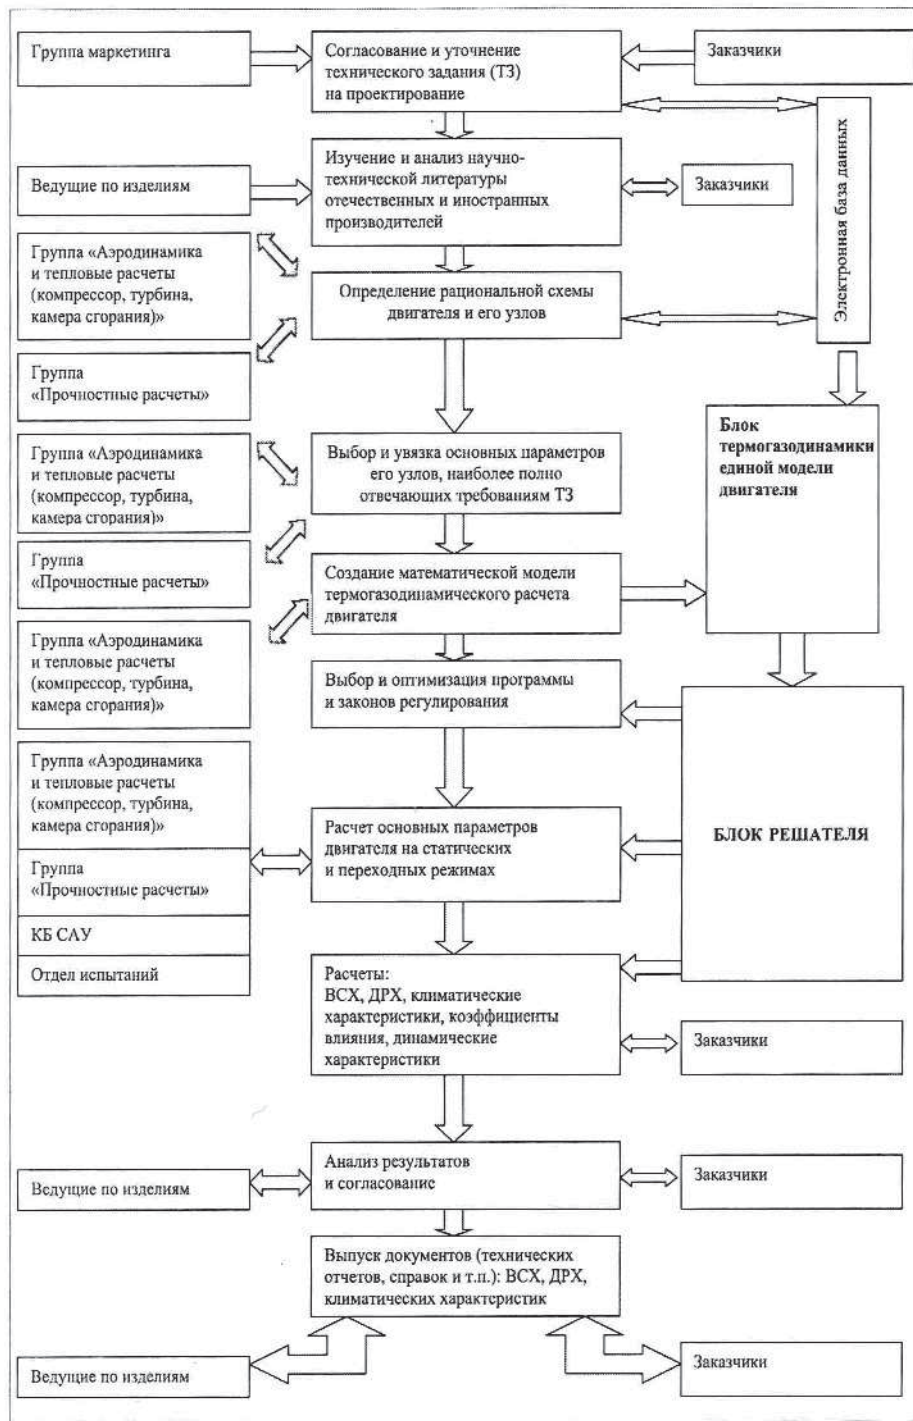 Группа маркетинга
Согласование и уточнение
технического задания (ТЗ)
на проектирование
Заказчики
Электронная база данных
Ведущие по изделиям
Изучение и анализ научно-
технической литературы
отечественных и иностранных
производителей
Заказчики
Группа «Аэродинамика
и тепловые расчеты
(компрессор, турбина,
камера сгорания)»
Определение рациональной схемы
двигателя и его узлов
Группа
«Прочностные расчеты»
Блок
термогазодинамики
единой модели
двигателя
Группа «Аэродинамика
и тепловые расчеты
(компрессор, турбина,
камера сгорания)»
Выбор и увязка основных параметров
его узлов, наиболее полно
отвечающих требованиям ТЗ
Группа
«Прочностные расчеты»
Создание математической модели
термогазодинамического расчета
двигателя
Группа «Аэродинамика
и тепловые расчеты
(компрессор, турбина,
камера сгорания)»
Выбор и оптимизация программы
и законов регулирования
Группа «Аэродинамика
и тепловые расчеты
(компрессор, турбина,
камера сгорания)»
Расчет основных параметров
двигателя на статических
и переходных режимах
БЛОК РЕШАТЕЛЯ
Группа
«Прочностные расчеты»
КБ САУ
Отдел испытаний
Расчеты:
ВСХ, ДРХ, климатические
характеристики, коэффициенты
влияния, динамические
характеристики
Заказчики
Ведущие по изделиям
Анализ результатов
и согласование
Заказчики
Выпуск документов (технических
отчетов, справок и т.п.): ВСХ, ДРХ,
климатических характеристик
Ведущие по изделиям
Заказчики